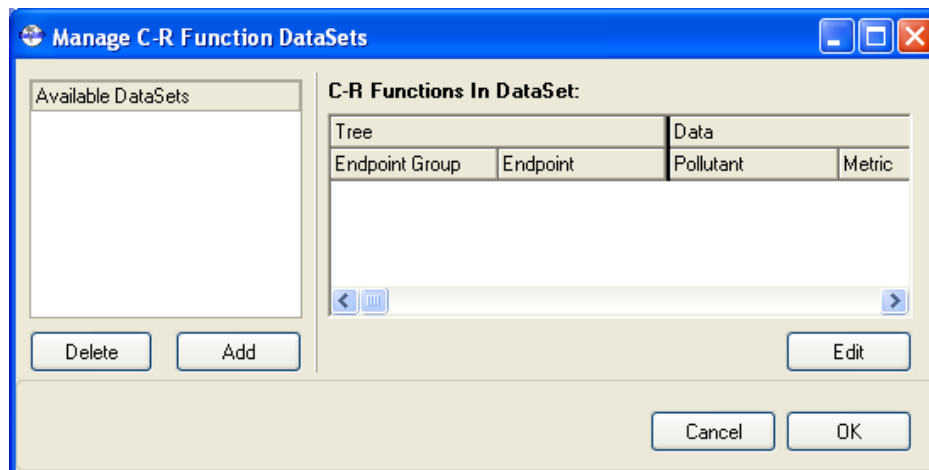 Manage C-R Function DataSets
Available DataSets
C-R Functions In DataSet:
Tree Data
Endpoint Group Endpoint Pollutant Metric
Delete Add Edit
Cancel OK